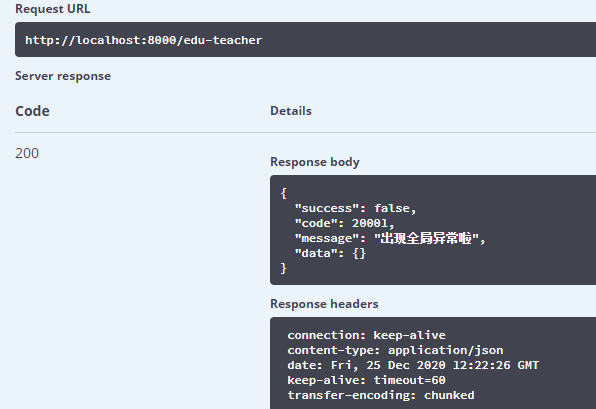 Request URL
http://localhost:8000/edu-teacher
Server response
Code Details
200
Response body
{
"success": false,
"code": 20001,
"message": "出现全局异常啦",
"data": {}
}
Response headers
connection: keep-alive
content-type: application/json
date: Fri, 25 Dec 2020 12:22:26 GMT
keep-alive: timeout=60
transfer-encoding: chunked